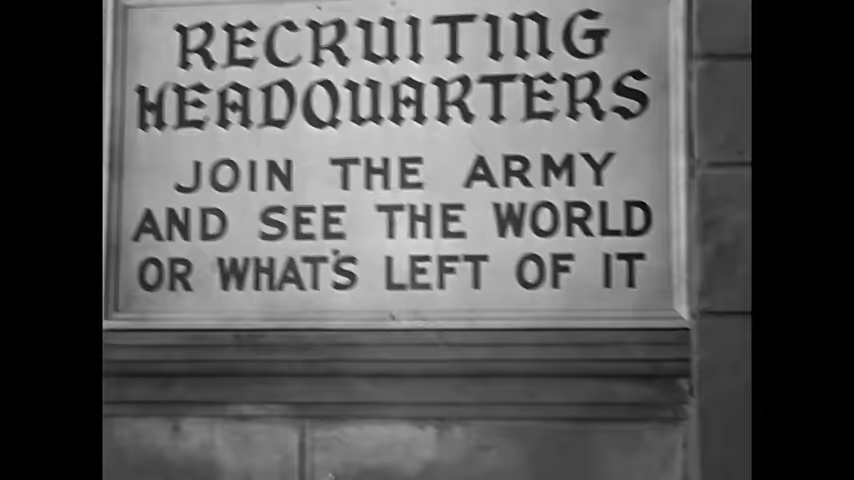 RECRUITING
HEADQUARTERS
JOIN THE ARMY
AND SEE THE WORLD
OR WHAT'S LEFT OF IT